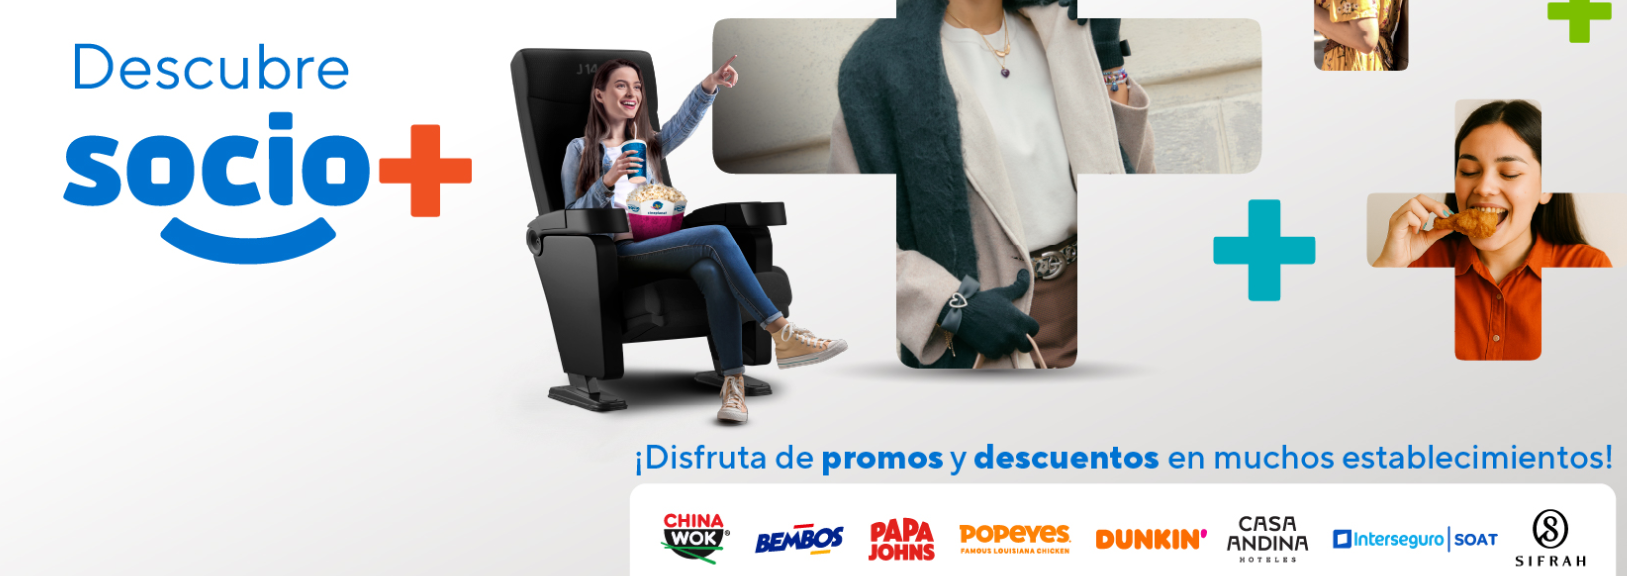 Descubre
socio+
J14
¡Disfruta de promos y descuentos en muchos establecimientos!
CHINA
WOK®
BEMBOS
PAPA
JOHNS
POPEYES
FAMOUS LOUISIANA CHICKEN
DUNKIN'
CASA
ANDINA
HOTELES
Interseguro | SOAT
SIFRAH